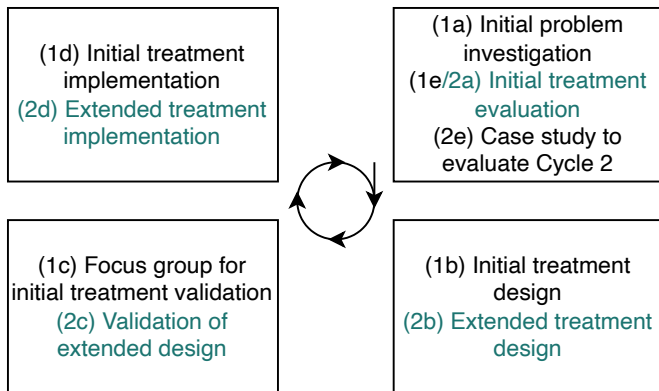 (1d) Initial treatment
implementation
(2d) Extended treatment
implementation
(1a) Initial problem
investigation
(1e/2a) Initial treatment
evaluation
(2e) Case study to
evaluate Cycle 2
(1c) Focus group for
initial treatment validation
(2c) Validation of
extended design
(1b) Initial treatment
design
(2b) Extended treatment
design